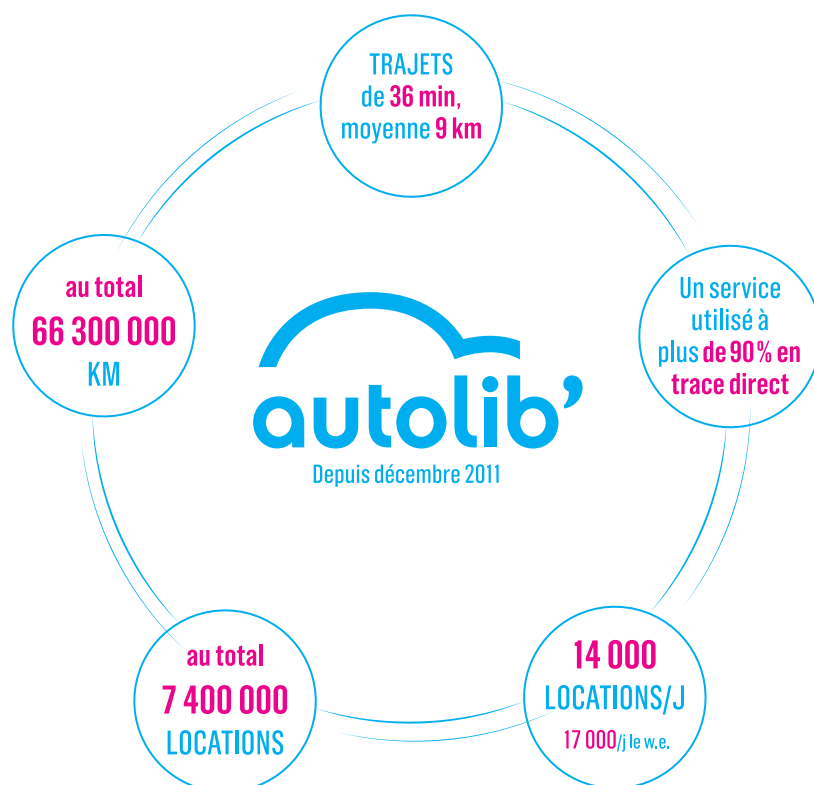 TRAJETS
de 36 min,
moyenne 9 km
Un service
utilisé à
plus de 90% en
trace direct
au total
66 300 000
KM
autolib'
Depuis décembre 2011
au total
7 400 000
LOCATIONS
14 000
LOCATIONS/J
17 000/j le w.e.